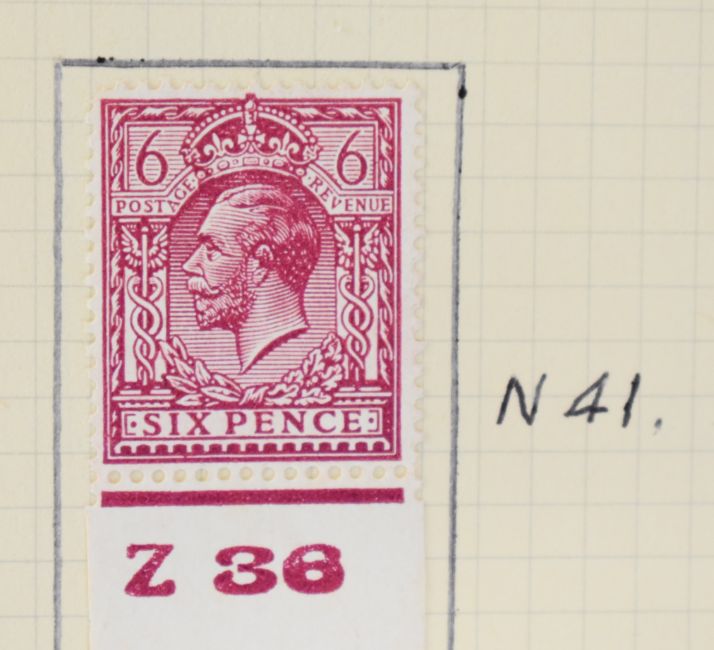 6 6
POSTAGE REVENUE
SIX PENCE
N 41.
Z 36